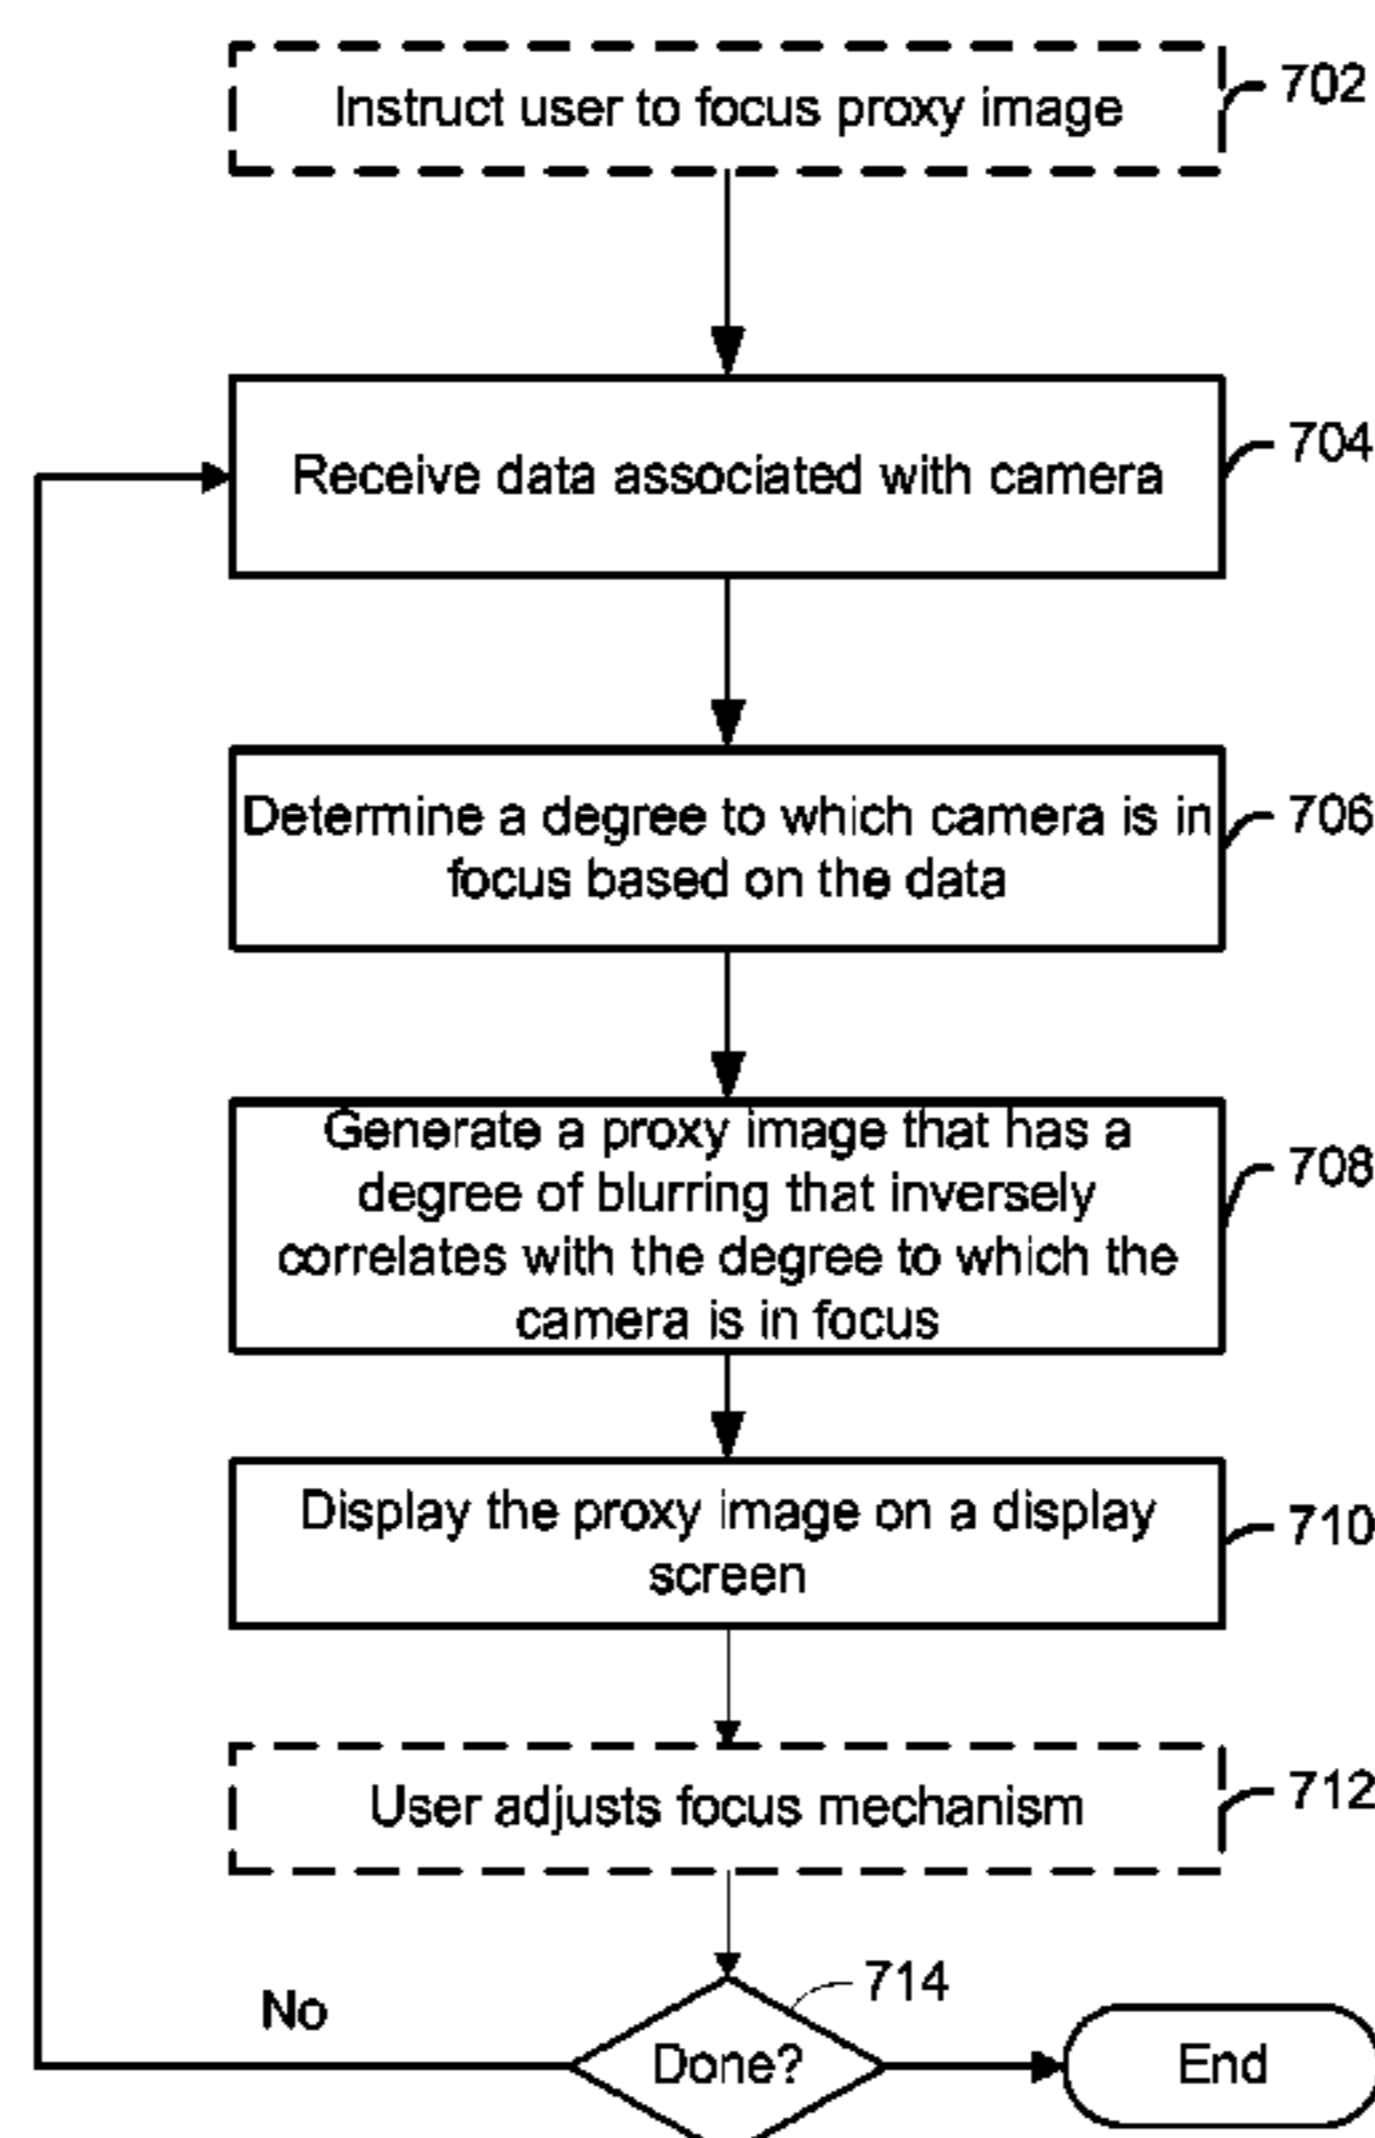 Instruct user to focus proxy image
702
Receive data associated with camera
704
Determine a degree to which camera is in
focus based on the data
706
Generate a proxy image that has a
degree of blurring that inversely
correlates with the degree to which the
camera is in focus
708
Display the proxy image on a display
screen
710
User adjusts focus mechanism
712
714
No
Done?
End